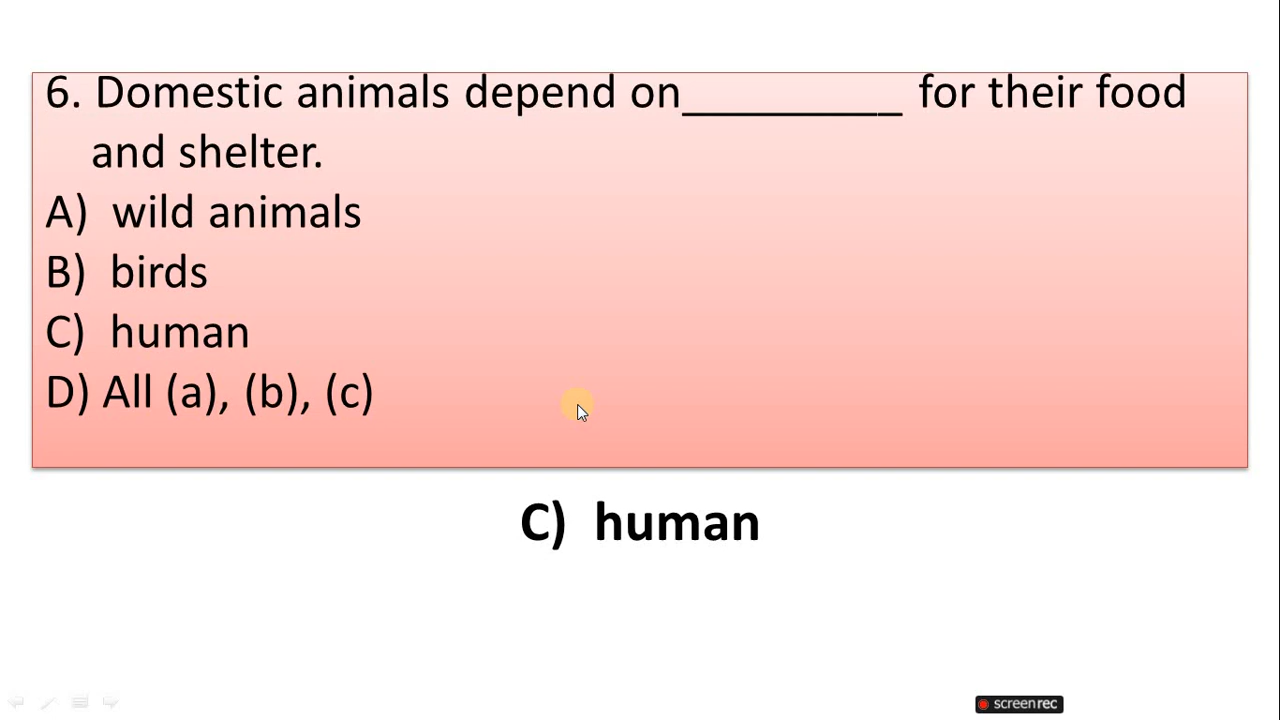 6. Domestic animals depend on__________ for their food
and shelter.
A) wild animals
B) birds
C) human
D) All (a), (b), (c)
C) human
screenrec